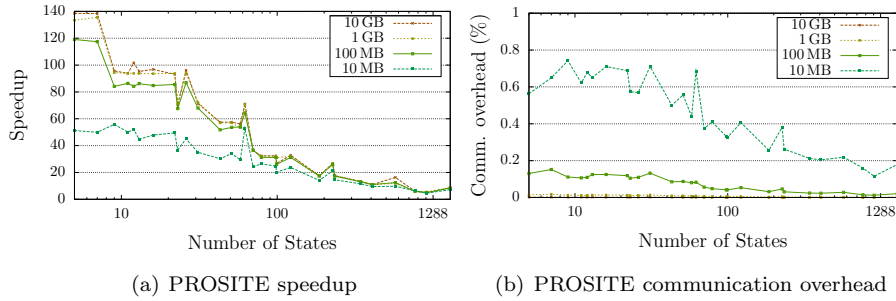 140
120
100
80
60
40
20
0
Speedup
10 GB
1 GB
100 MB
10 MB
10
100
1288
Number of States
(a) PROSITE speedup
1
0.8
0.6
0.4
0.2
0
Comm. overhead (%)
10 GB
1 GB
100 MB
10 MB
10
100
1288
Number of States
(b) PROSITE communication overhead